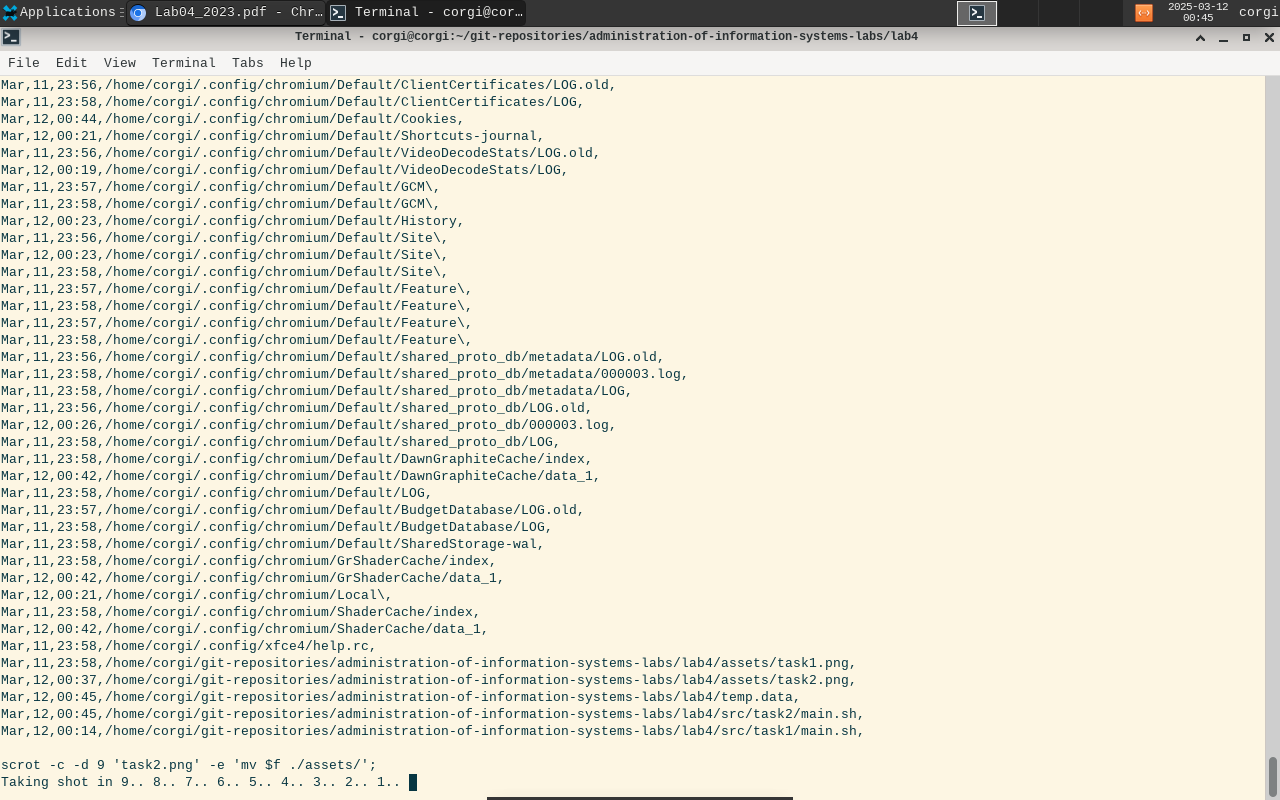 Applications
Lab04_2023.pdf - Chr...
Terminal - corgi@cor...
2025-03-12
00:45
corgi
Terminal - corgi@corgi:~/git-repositories/administration-of-information-systems-labs/lab4
File Edit View Terminal Tabs Help
Mar,11,23:56,/home/corgi/.config/chromium/Default/ClientCertificates/LOG.old,
Mar,11,23:58,/home/corgi/.config/chromium/Default/ClientCertificates/LOG,
Mar,12,00:44,/home/corgi/.config/chromium/Default/Cookies,
Mar,12,00:21,/home/corgi/.config/chromium/Default/Shortcuts-journal,
Mar,11,23:56,/home/corgi/.config/chromium/Default/VideoDecodeStats/LOG.old,
Mar,12,00:19,/home/corgi/.config/chromium/Default/VideoDecodeStats/LOG,
Mar,11,23:57,/home/corgi/.config/chromium/Default/GCM\,
Mar,11,23:58,/home/corgi/.config/chromium/Default/GCM\,
Mar,12,00:23,/home/corgi/.config/chromium/Default/History,
Mar,11,23:56,/home/corgi/.config/chromium/Default/Site\,
Mar,12,00:23,/home/corgi/.config/chromium/Default/Site\,
Mar,11,23:58,/home/corgi/.config/chromium/Default/Site\,
Mar,11,23:57,/home/corgi/.config/chromium/Default/Feature\,
Mar,11,23:58,/home/corgi/.config/chromium/Default/Feature\,
Mar,11,23:57,/home/corgi/.config/chromium/Default/Feature\,
Mar,11,23:58,/home/corgi/.config/chromium/Default/Feature\,
Mar,11,23:56,/home/corgi/.config/chromium/Default/shared_proto_db/metadata/LOG.old,
Mar,11,23:58,/home/corgi/.config/chromium/Default/shared_proto_db/metadata/000003.log,
Mar,11,23:58,/home/corgi/.config/chromium/Default/shared_proto_db/metadata/LOG,
Mar,11,23:56,/home/corgi/.config/chromium/Default/shared_proto_db/LOG.old,
Mar,12,00:26,/home/corgi/.config/chromium/Default/shared_proto_db/000003.log,
Mar,11,23:58,/home/corgi/.config/chromium/Default/shared_proto_db/LOG,
Mar,11,23:58,/home/corgi/.config/chromium/Default/DawnGraphiteCache/index,
Mar,12,00:42,/home/corgi/.config/chromium/Default/DawnGraphiteCache/data_1,
Mar,11,23:58,/home/corgi/.config/chromium/Default/LOG,
Mar,11,23:57,/home/corgi/.config/chromium/Default/BudgetDatabase/LOG.old,
Mar,11,23:58,/home/corgi/.config/chromium/Default/BudgetDatabase/LOG,
Mar,11,23:58,/home/corgi/.config/chromium/Default/SharedStorage-wal,
Mar,11,23:58,/home/corgi/.config/chromium/GrShaderCache/index,
Mar,12,00:42,/home/corgi/.config/chromium/GrShaderCache/data_1,
Mar,12,00:21,/home/corgi/.config/chromium/Local\,
Mar,11,23:58,/home/corgi/.config/chromium/ShaderCache/index,
Mar,12,00:42,/home/corgi/.config/chromium/ShaderCache/data_1,
Mar,11,23:58,/home/corgi/.config/xfce4/help.rc,
Mar,11,23:58,/home/corgi/git-repositories/administration-of-information-systems-labs/lab4/assets/task1.png,
Mar,12,00:37,/home/corgi/git-repositories/administration-of-information-systems-labs/lab4/assets/task2.png,
Mar,12,00:45,/home/corgi/git-repositories/administration-of-information-systems-labs/lab4/temp.data,
Mar,12,00:45,/home/corgi/git-repositories/administration-of-information-systems-labs/lab4/src/task2/main.sh,
Mar,12,00:14,/home/corgi/git-repositories/administration-of-information-systems-labs/lab4/src/task1/main.sh,
scrot -c -d 9 'task2.png' -e 'mv $f ./assets/';
Taking shot in 9.. 8.. 7.. 6.. 5.. 4.. 3.. 2.. 1..